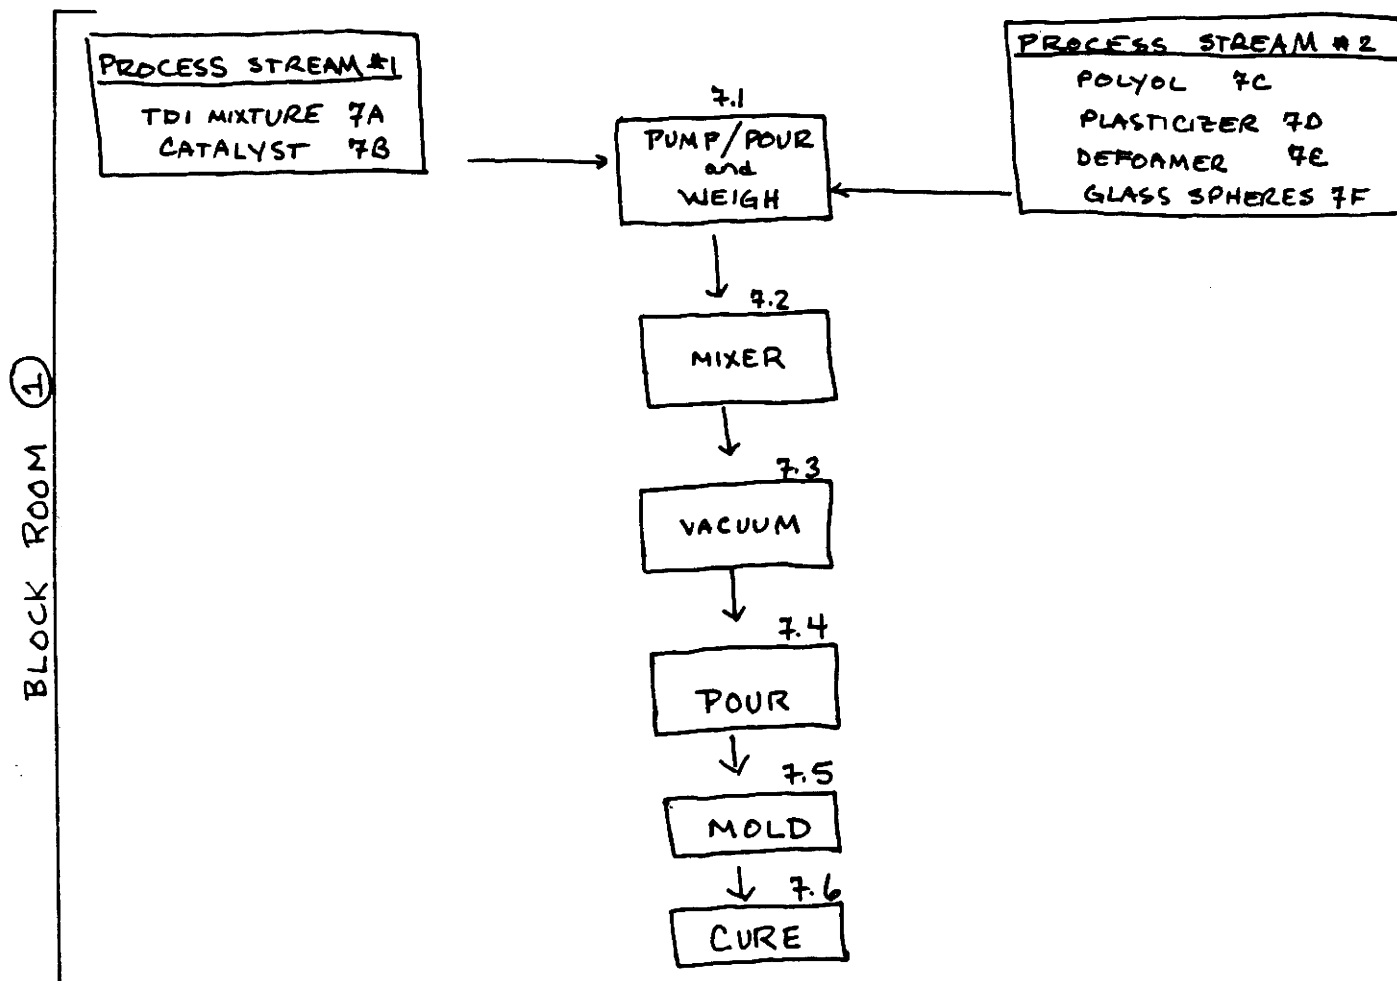 PROCESS STREAM #1
TDI MIXTURE 7A
CATALYST 7B
PROCESS STREAM #2
POLYOL 7C
PLASTICIZER 7D
DEFOAMER 7E
GLASS SPHERES 7F
7.1
PUMP/POUR
and
WEIGH
7.2
MIXER
7.3
VACUUM
7.4
POUR
7.5
MOLD
7.6
CURE
BLOCK ROOM 1